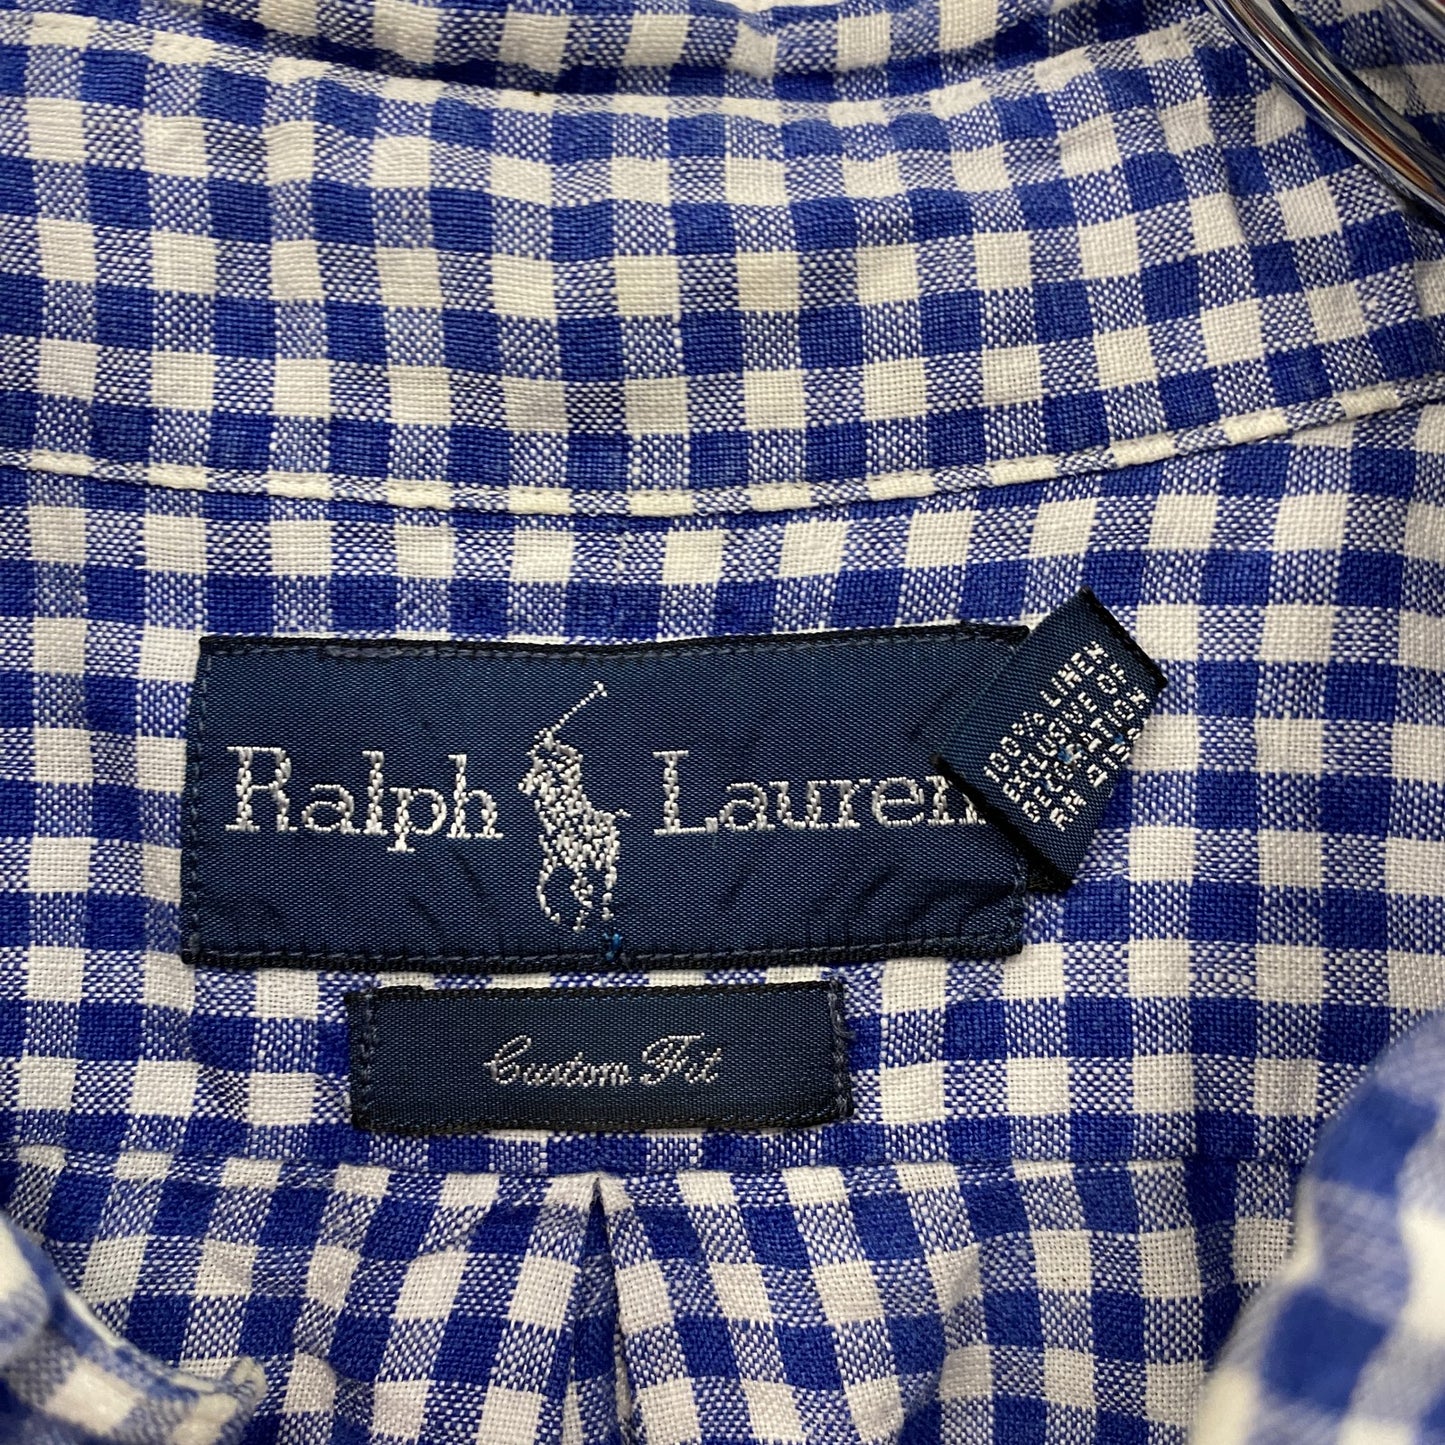 Ralph Lauren
100% LINEN
EXCLUSIVE OF
DECORATION
Custom Fit